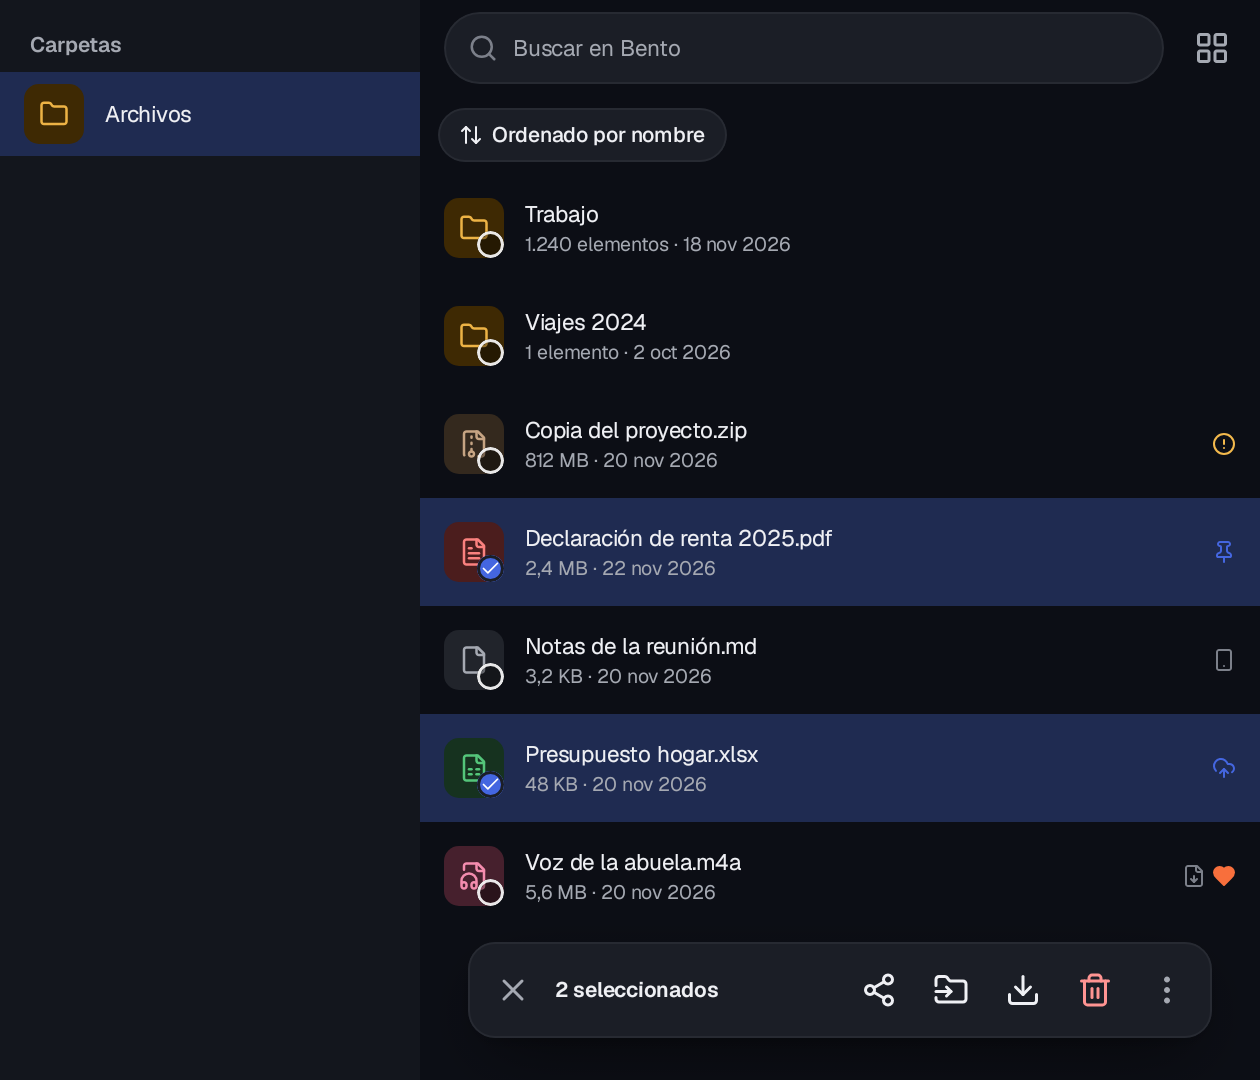 Carpetas
Archivos
Buscar en Bento
Ordenado por nombre
Trabajo
1.240 elementos · 18 nov 2026
Viajes 2024
1 elemento · 2 oct 2026
Copia del proyecto.zip
812 MB · 20 nov 2026
Declaración de renta 2025.pdf
2,4 MB · 22 nov 2026
Notas de la reunión.md
3,2 KB · 20 nov 2026
Presupuesto hogar.xlsx
48 KB · 20 nov 2026
Voz de la abuela.m4a
5,6 MB · 20 nov 2026
2 seleccionados